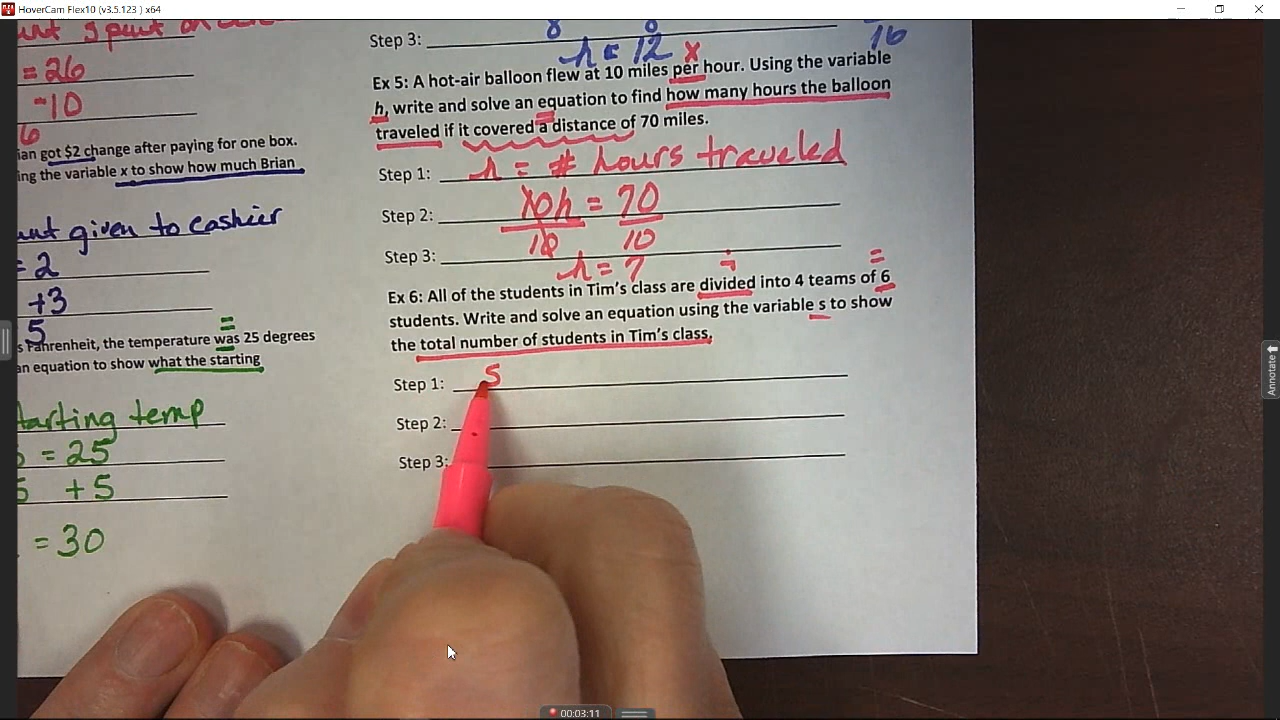 HoverCam Flex10 (v3.5.123 ) x64
= 26
-10
6
ian got $2 change after paying for one box.
ing the variable x to show how much Brian
given to cashier
= 2
+3
5
=
s Fahrenheit, the temperature was 25 degrees
an equation to show what the starting
tarting temp
= 25
5 +5
= 30
Step 3:
8 8
h = 12
16
x
Ex 5: A hot-air balloon flew at 10 miles per hour. Using the variable
h, write and solve an equation to find how many hours the balloon
traveled if it covered a distance of 70 miles.
Step 1: h = # hours traveled
Step 2: 10h = 70
10 10
Step 3:
h = 7
÷ =
Ex 6: All of the students in Tim's class are divided into 4 teams of 6
students. Write and solve an equation using the variable s to show
the total number of students in Tim's class.
Step 1: s
Step 2:
Step 3:
Annotate
00:03:11